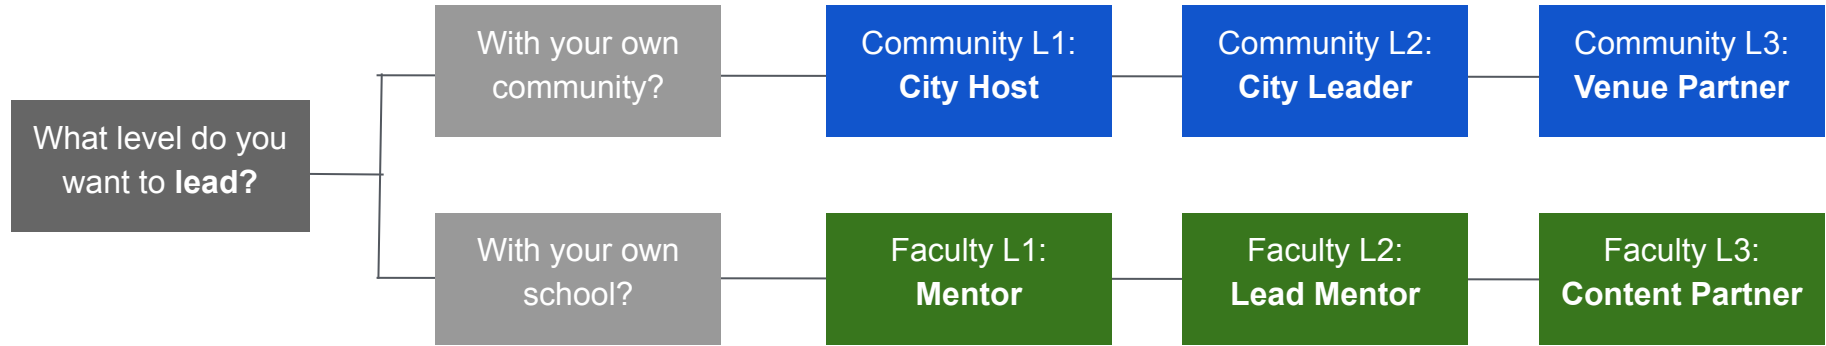 What level do you
want to lead?
With your own
community?
Community L1:
City Host
Community L2:
City Leader
Community L3:
Venue Partner
With your own
school?
Faculty L1:
Mentor
Faculty L2:
Lead Mentor
Faculty L3:
Content Partner